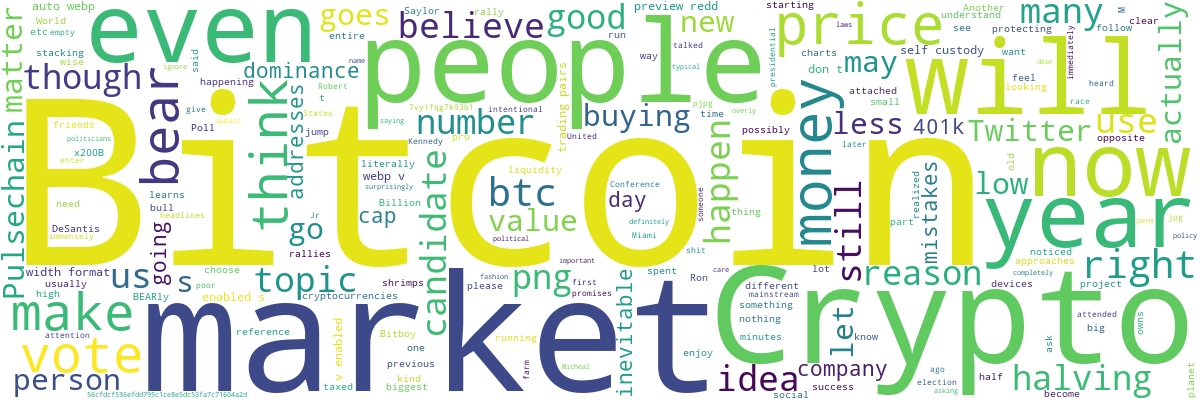 auto webp
World
etc empty
goes
entire
Saylor
rally
believe
good
run
preview redd
new
starting
Another
understand
many
M
clear
follow
even
people
price
said
matter
stacking
wise
though
friends
politicians
x200B
happening
ignore
bear
give
public
Poll
dominance
think
addresses
Robert
t
States
jump
name
saying
7vy1fqg7k93b1
intentional
number
Kennedy
pro
typical
pjpg
overly
trading pairs
United
way
talked
buying
time
charts
don t
may
attached
small
presidential
laws
protecting
self custody
see
want
feel
looking
dear
race
heard
immediately
actually
will
money
possibly
less
401k
Twitter
use
opposite
later
Pulsechain
Bitcoin
need
enter
DeSantis
immensely
learns
bull
headlines
going
literally
webp v
surprisingly
Billion
cap
go
Jr
rallies
candidate
liquidity
btc
value
political
Conference
day
definitely
Miami
someone
happen
thing
shit
still
part
realized
mistakes
low
old
now
year
noticed
approaches
completely
perm
jpg
policy
right
width format
usually
high
BEARly
choose
poor
us
s
enabled s
topic
cryptocurrencies
shrimps
fashion
please
png
important
first
promises
inevitable
spent
Ron
care
lot
different
mainstream
something
nothing
minutes
enjoy
reason
devices
project
attended
big
owns
planet
make
attention
market
Crypto
vote
reference
v enabled
taxed
Bitboy
one
previous
kind
biggest
running
farm
Micheal
let
know
company
success
social
idea
ago
election
asking
half
become
ask
halving
person
56cfdcf536efdd795c1ce8e5dc53fa7c71604a2d